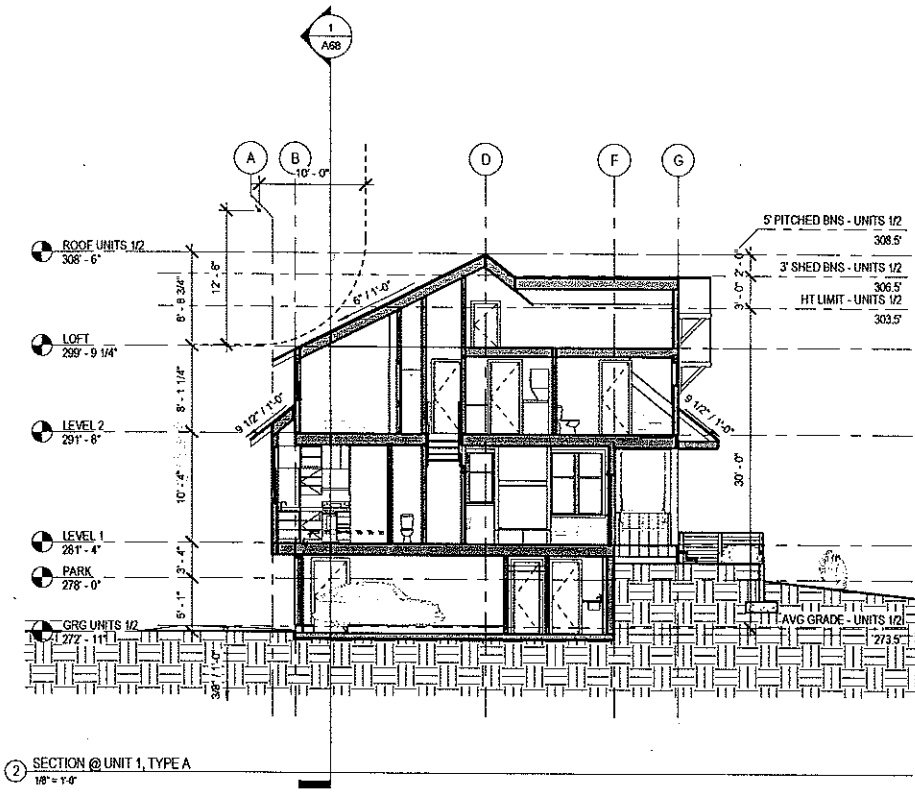 1
A68
A
B
D
F
G
10' - 0"
5' PITCHED BNS - UNITS 1/2
308.5'
ROOF UNITS 1/2
308' - 6"
2' - 0"
3' SHED BNS - UNITS 1/2
306.5'
12' - 6"
6" / 1'-0"
3' - 0"
HT LIMIT - UNITS 1/2
303.5'
8' - 8 3/4"
LOFT
299' - 9 1/4"
8' - 1 1/4"
9 1/2" / 1'-0"
9 1/2" / 1'-0"
LEVEL 2
291' - 8"
30' - 0"
10' - 4"
LEVEL 1
281' - 4"
3' - 4"
PARK
278' - 0"
5' - 1"
GRG UNITS 1/2
272' - 11"
AVG GRADE - UNITS 1/2
273.5'
3/8" / 1'-0"
2
SECTION @ UNIT 1, TYPE A
1/8" = 1'-0"